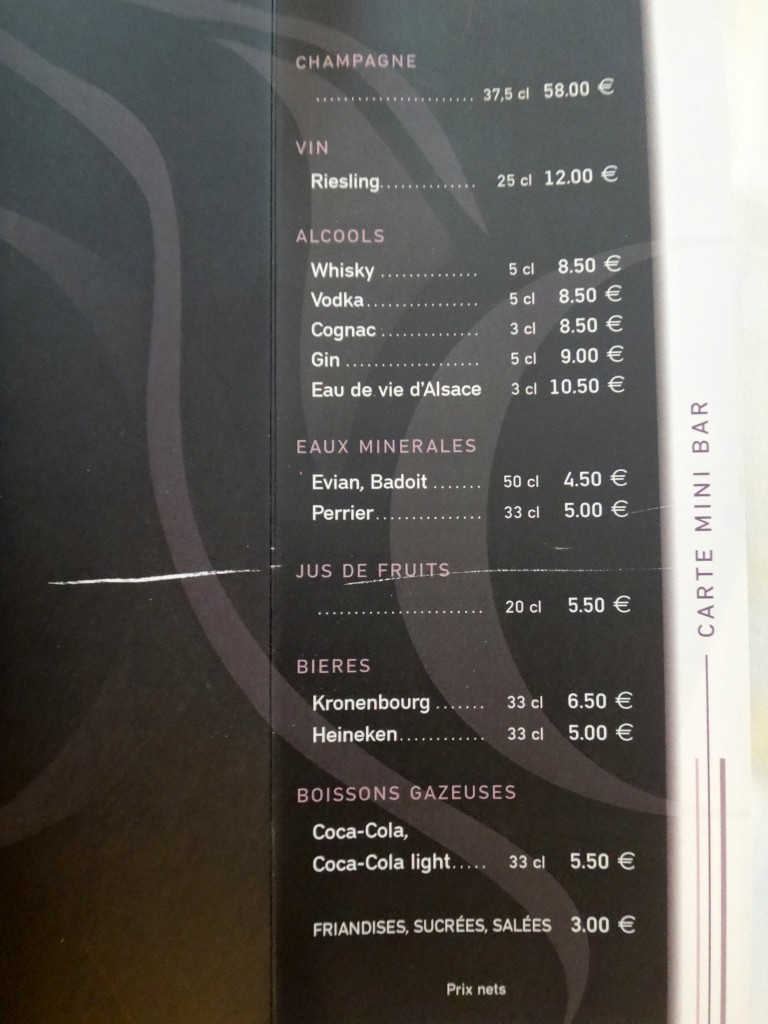 CHAMPAGNE
........................ 37,5 cl 58.00 €
VIN
Riesling.............. 25 cl 12.00 €
ALCOOLS
Whisky .............. 5 cl 8.50 €
Vodka................ 5 cl 8.50 €
Cognac .............. 3 cl 8.50 €
Gin .................... 5 cl 9.00 €
Eau de vie d'Alsace 3 cl 10.50 €
EAUX MINERALES
Evian, Badoit ....... 50 cl 4.50 €
Perrier................ 33 cl 5.00 €
JUS DE FRUITS
........................ 20 cl 5.50 €
BIERES
Kronenbourg ....... 33 cl 6.50 €
Heineken............ 33 cl 5.00 €
BOISSONS GAZEUSES
Coca-Cola,
Coca-Cola light..... 33 cl 5.50 €
FRIANDISES, SUCRÉES, SALÉES 3.00 €
Prix nets
CARTE MINI BAR